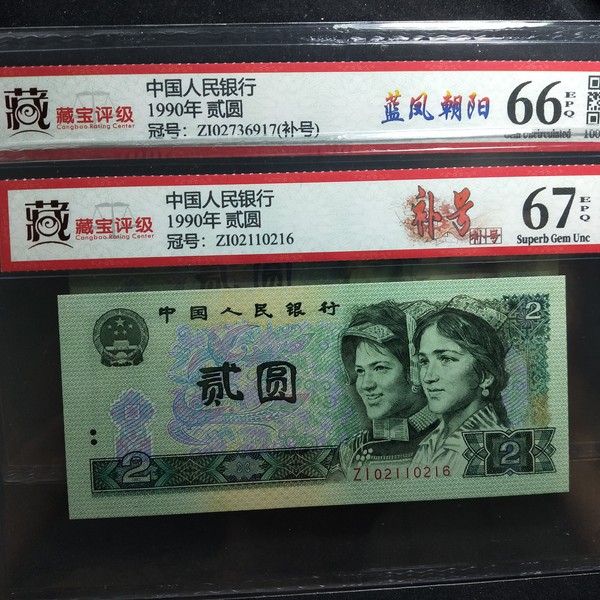 藏
藏宝评级
Cangbao Rating Center
中国人民银行
1990年 贰圆
冠号：ZI02736917(补号)
蓝凤朝阳
66 EPQ
Gem Uncirculated
100
藏
藏宝评级
Cangbao Rating Center
中国人民银行
1990年 贰圆
冠号：ZI02110216
补号
补号
67 EPQ
Superb Gem Unc
中国人民银行
2
贰圆
2
ZI02110216
2